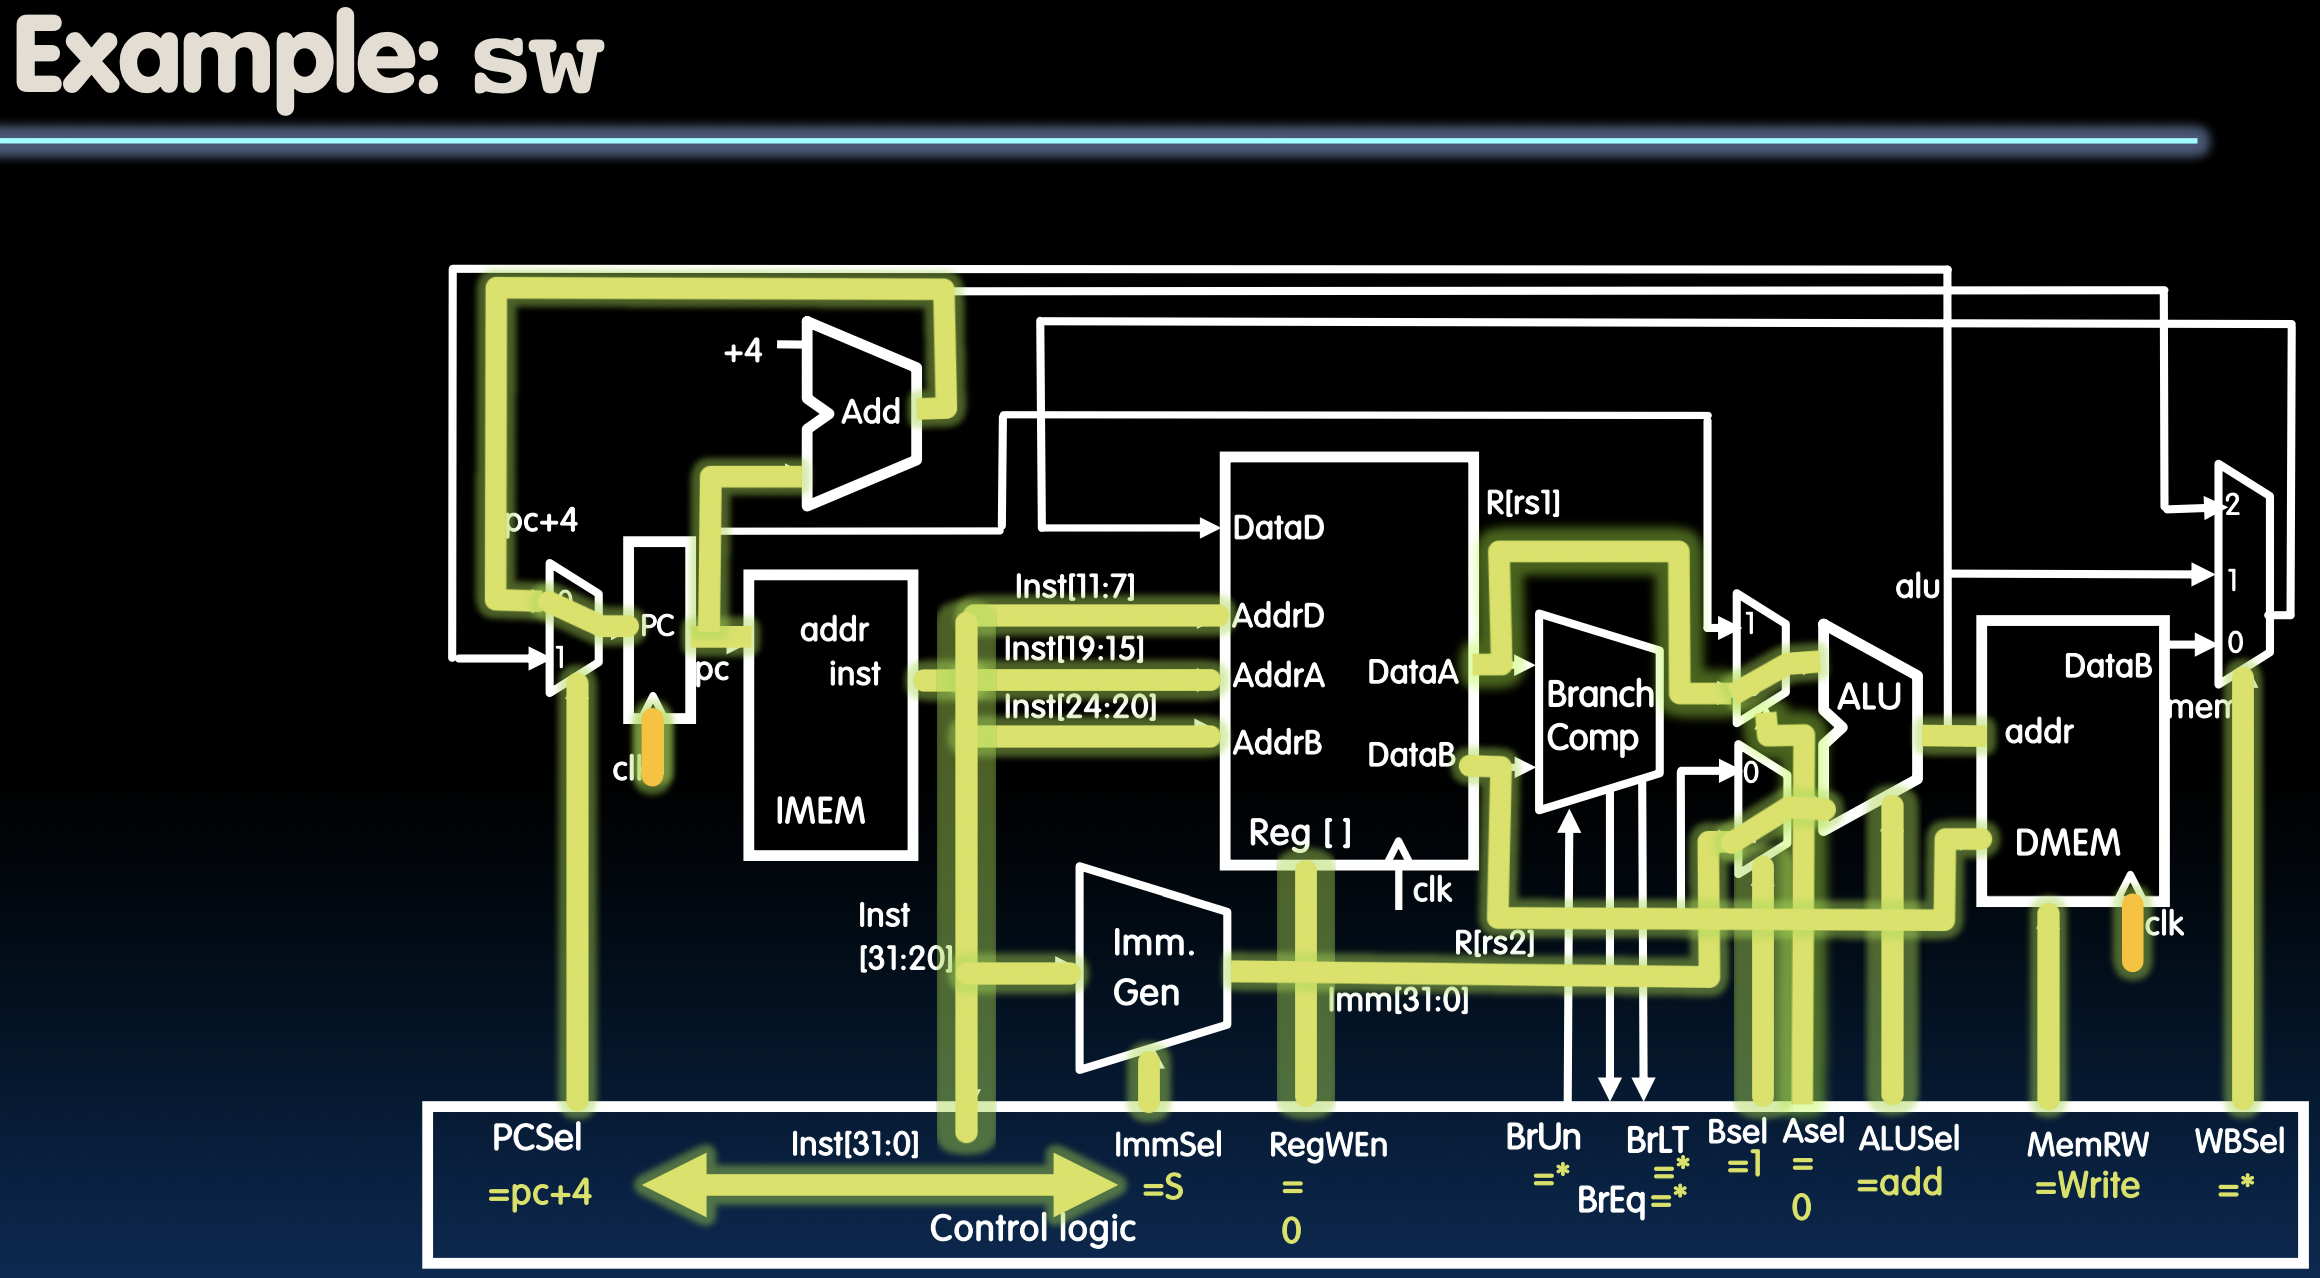 Example: sw
+4
Add
pc+4
0
1
PC
pc
clk
addr
inst
IMEM
Inst[11:7]
Inst[19:15]
Inst[24:20]
DataD
AddrD
AddrA
AddrB
DataA
DataB
Reg [ ]
clk
R[rs1]
Branch
Comp
1
0
ALU
alu
DataB
addr
DMEM
clk
2
1
0
mem
Inst
[31:20]
Imm.
Gen
R[rs2]
Imm[31:0]
PCSel
=pc+4
Inst[31:0]
Control logic
ImmSel
=S
RegWEn
=
0
BrUn
=*
BrLT
=*
BrEq
=*
Bsel
=1
Asel
=
0
ALUSel
=add
MemRW
=Write
WBSel
=*